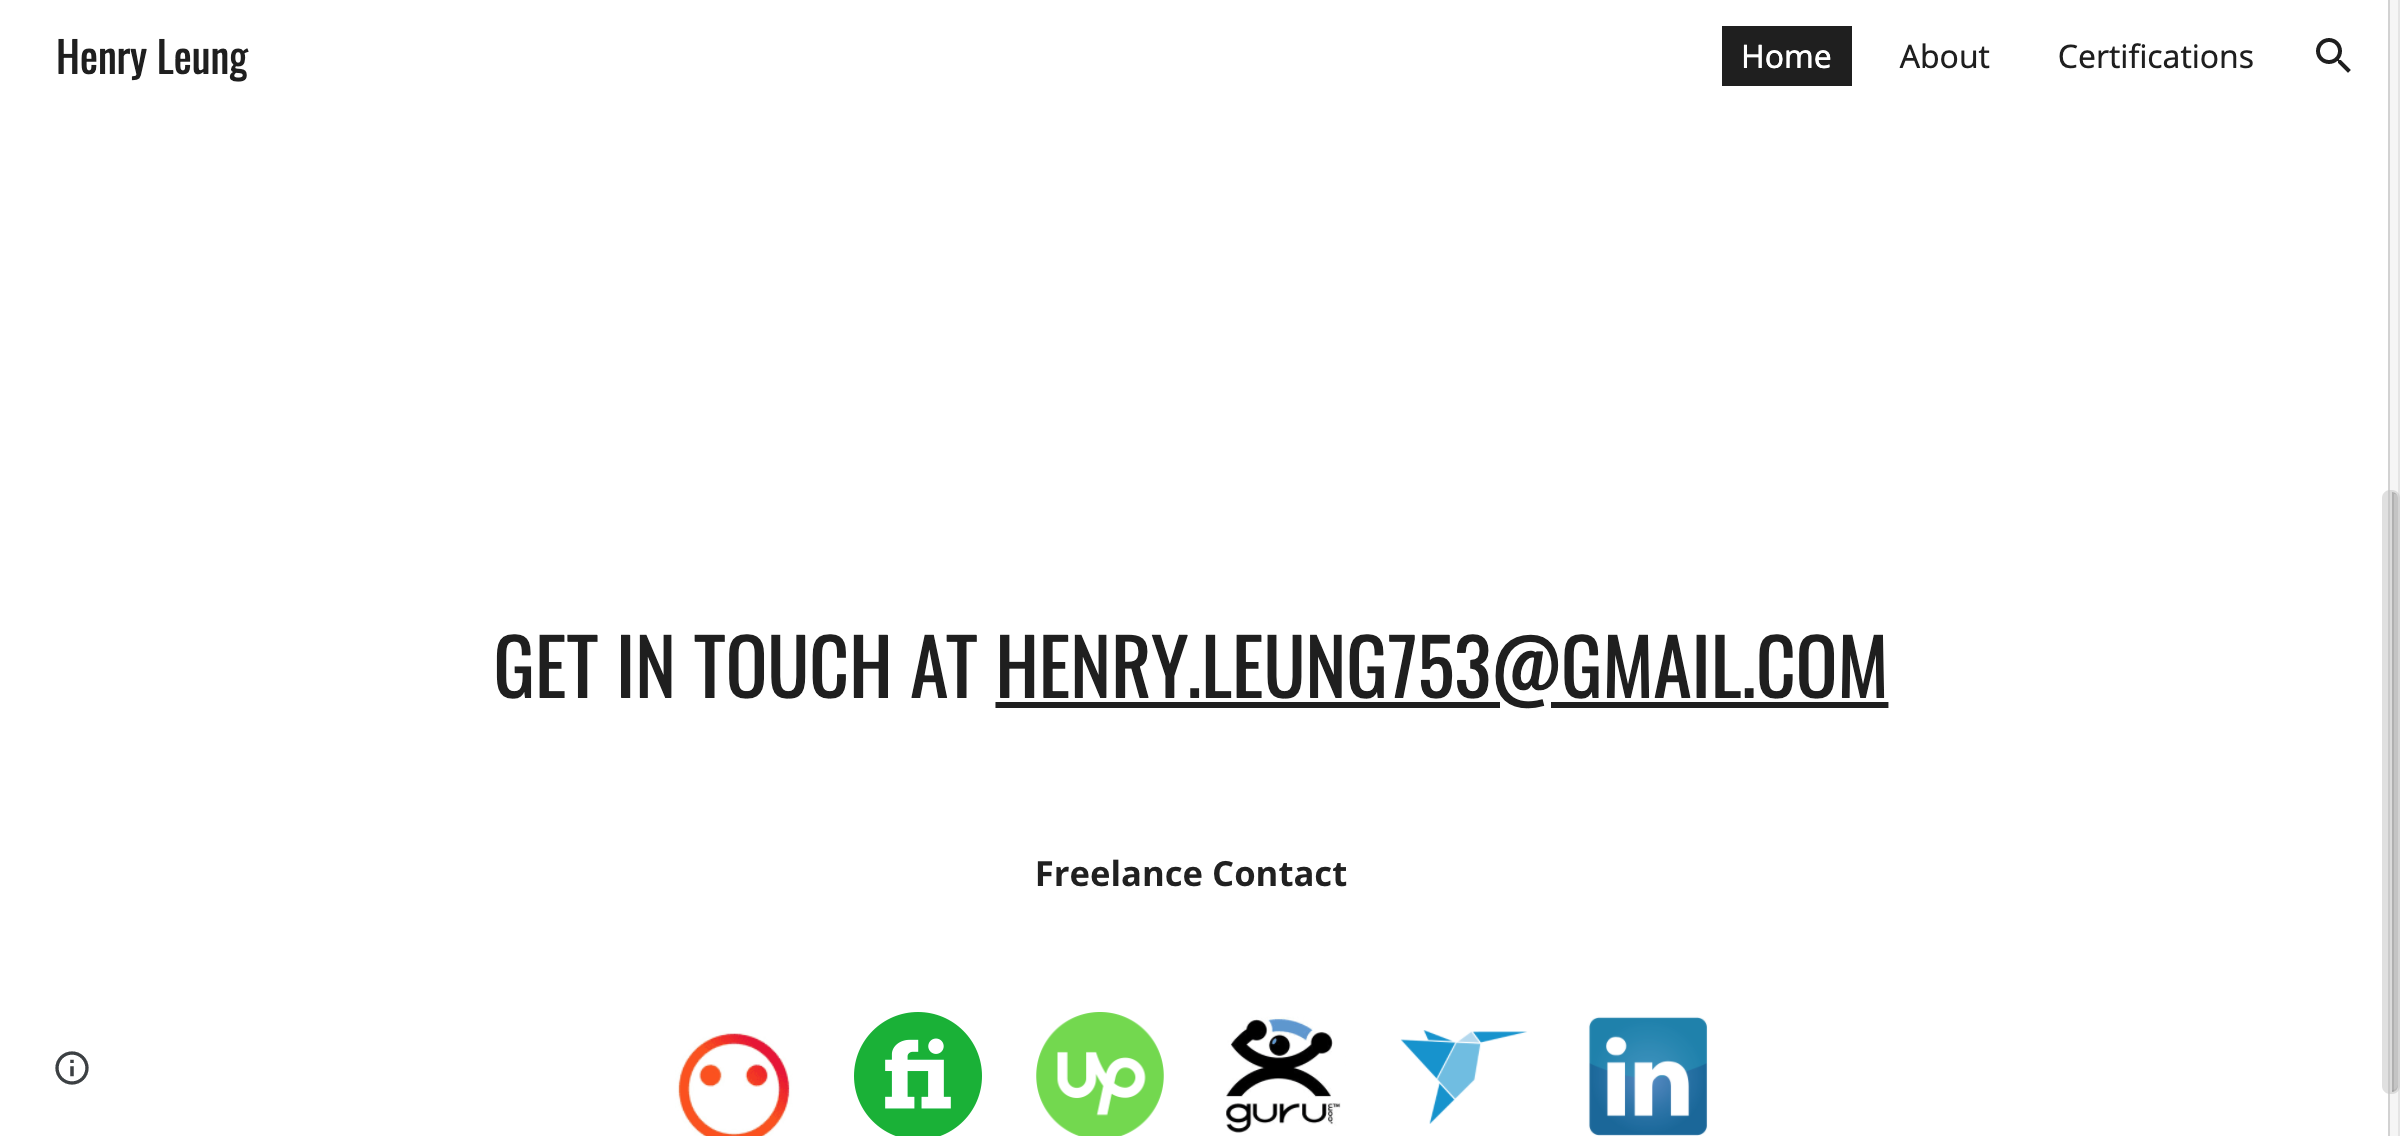 Henry Leung
Home About Certifications
GET IN TOUCH AT HENRY.LEUNG753@GMAIL.COM
Freelance Contact
fi up guru.com™ in